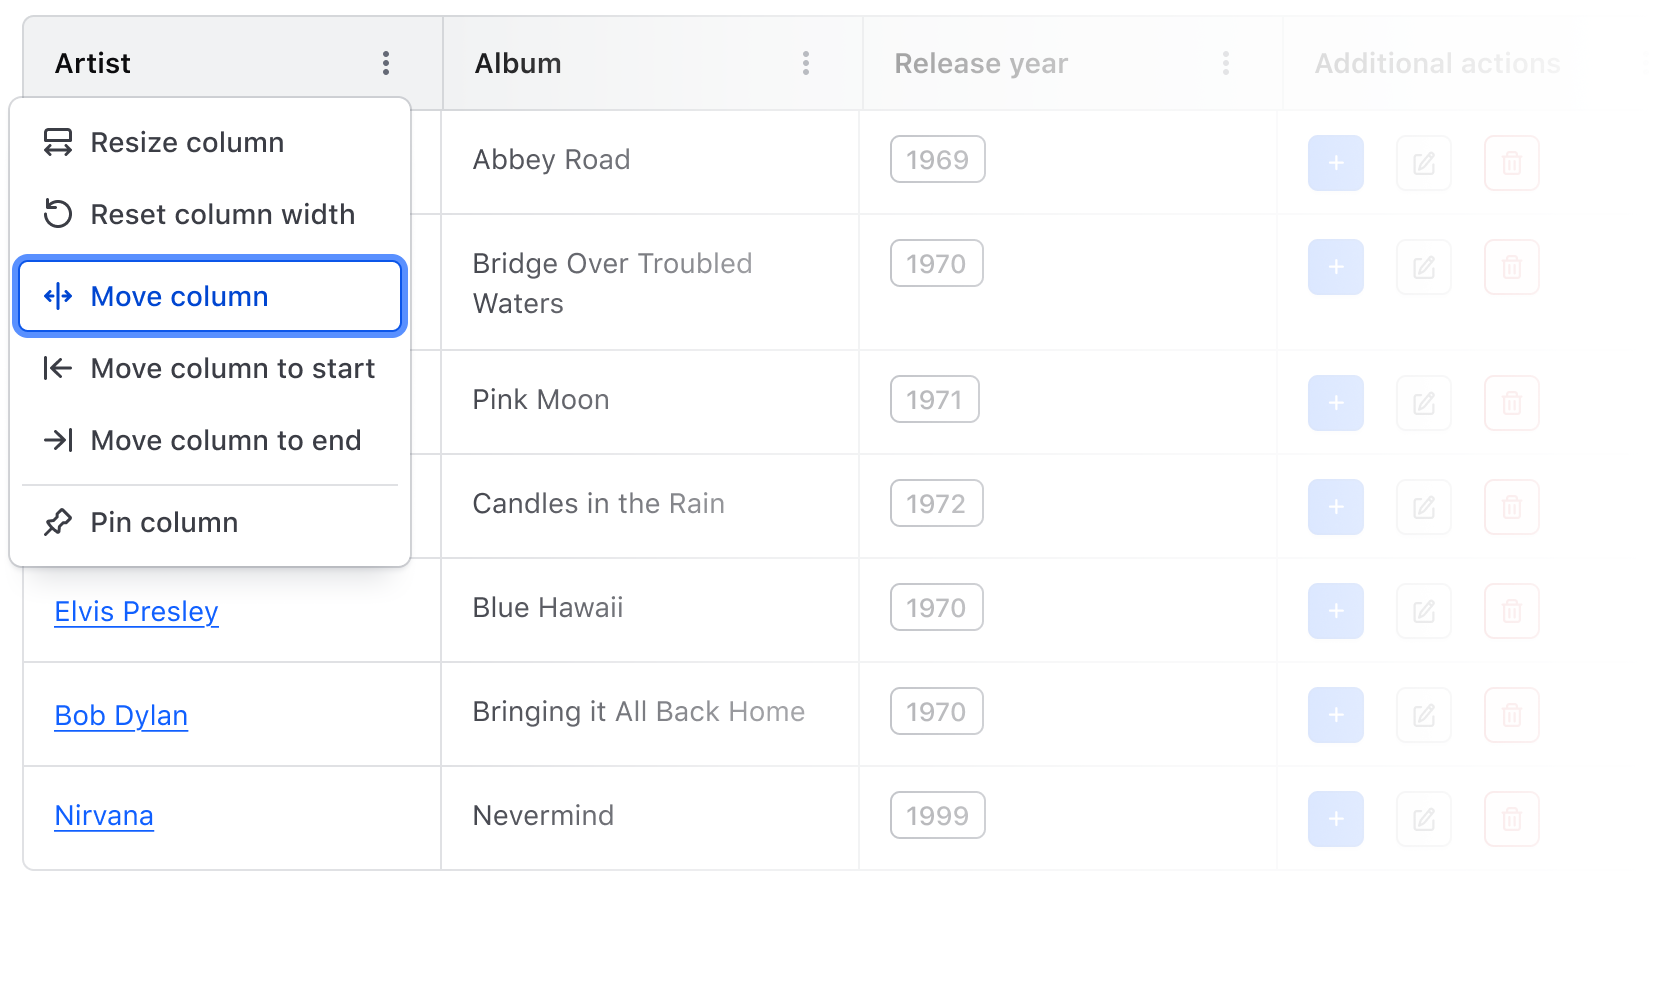 Artist
Album
Release year
Additional actions
Resize column
Reset column width
Move column
Move column to start
Move column to end
Pin column
Abbey Road
1969
Bridge Over Troubled
Waters
1970
Pink Moon
1971
Candles in the Rain
1972
Elvis Presley
Blue Hawaii
1970
Bob Dylan
Bringing it All Back Home
1970
Nirvana
Nevermind
1999